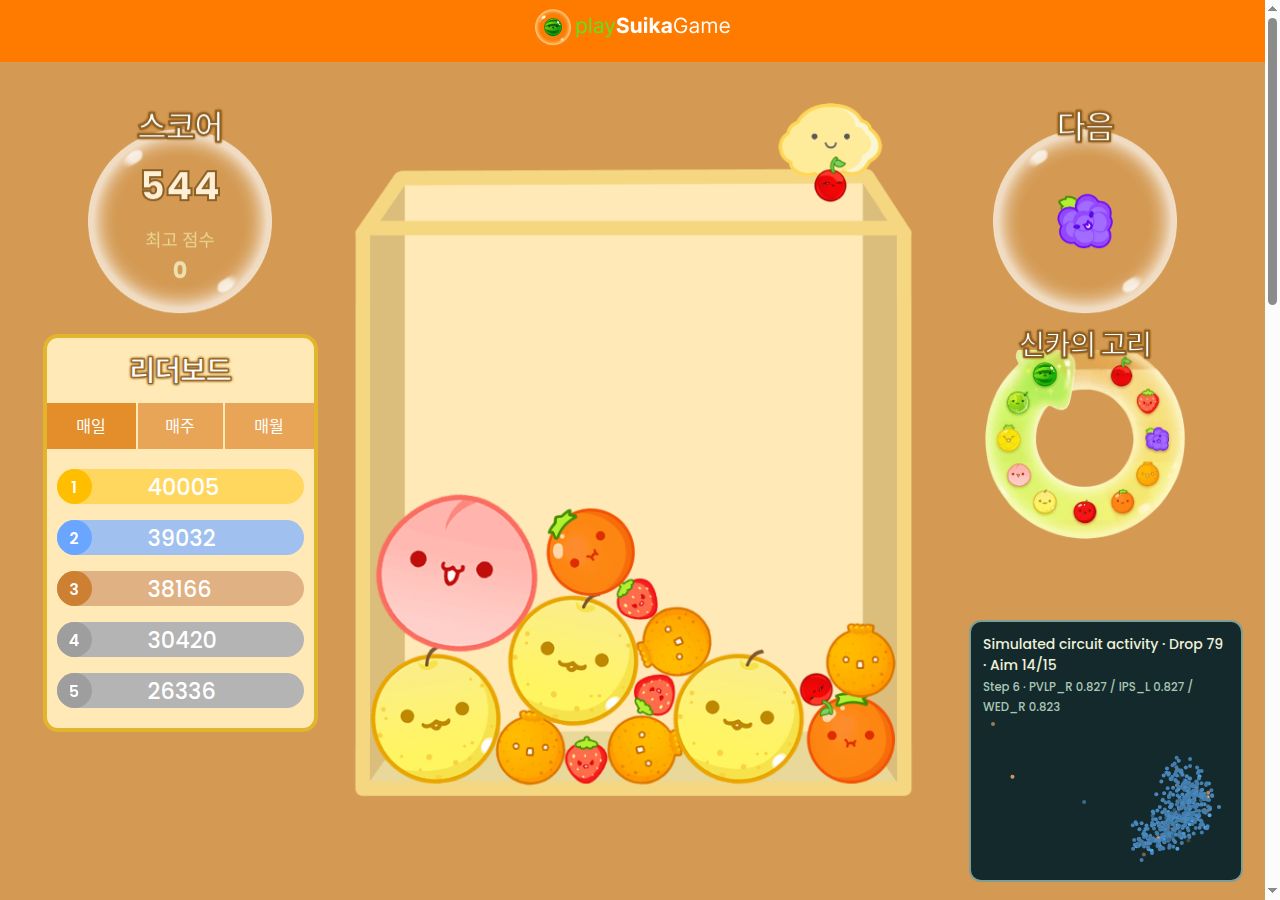 playSuikaGame
스코어
544
최고 점수
0
다음
리더보드
매일
매주
매월
1 40005
2 39032
3 38166
4 30420
5 26336
신카의 고리
Simulated circuit activity · Drop 79
· Aim 14/15
Step 6 · PVLP_R 0.827 / IPS_L 0.827 /
WED_R 0.823